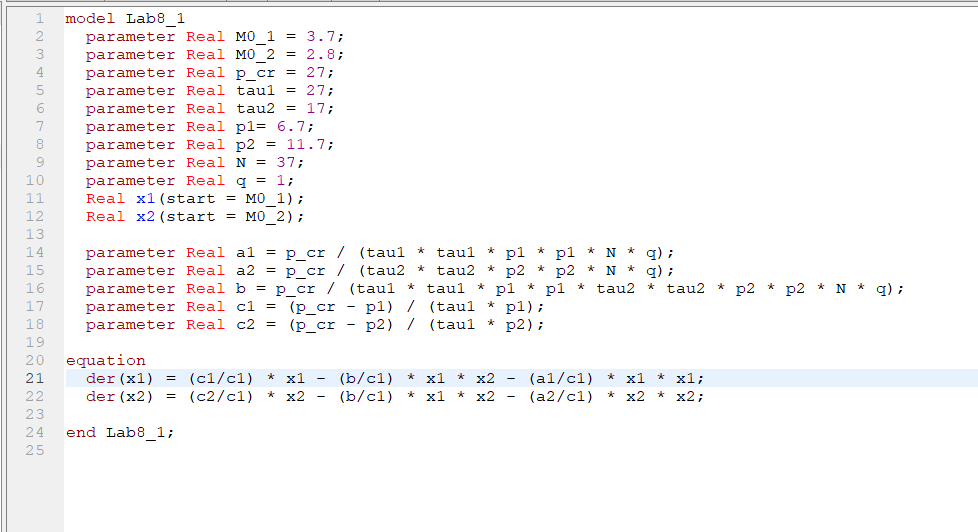 1 model Lab8_1
2 parameter Real M0_1 = 3.7;
3 parameter Real M0_2 = 2.8;
4 parameter Real p_cr = 27;
5 parameter Real tau1 = 27;
6 parameter Real tau2 = 17;
7 parameter Real p1= 6.7;
8 parameter Real p2 = 11.7;
9 parameter Real N = 37;
10 parameter Real q = 1;
11 Real x1(start = M0_1);
12 Real x2(start = M0_2);
13
14 parameter Real a1 = p_cr / (tau1 * tau1 * p1 * p1 * N * q);
15 parameter Real a2 = p_cr / (tau2 * tau2 * p2 * p2 * N * q);
16 parameter Real b = p_cr / (tau1 * tau1 * p1 * p1 * tau2 * tau2 * p2 * p2 * N * q);
17 parameter Real c1 = (p_cr - p1) / (tau1 * p1);
18 parameter Real c2 = (p_cr - p2) / (tau1 * p2);
19
20 equation
21 der(x1) = (c1/c1) * x1 - (b/c1) * x1 * x2 - (a1/c1) * x1 * x1;
22 der(x2) = (c2/c1) * x2 - (b/c1) * x1 * x2 - (a2/c1) * x2 * x2;
23
24 end Lab8_1;
25